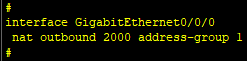 #
interface GigabitEthernet0/0/0
 nat outbound 2000 address-group 1
#